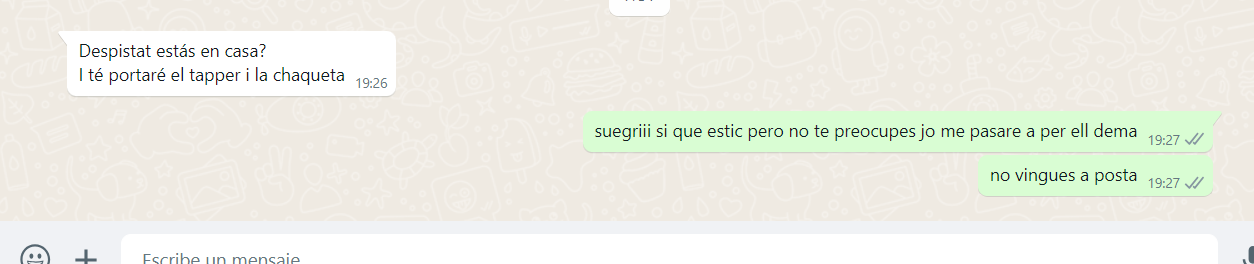 Despistat estás en casa?
I té portaré el tapper i la chaqueta 19:26
suegriii si que estic pero no te preocupes jo me pasare a per ell dema 19:27
no vingues a posta 19:27
Escribe un mensaje